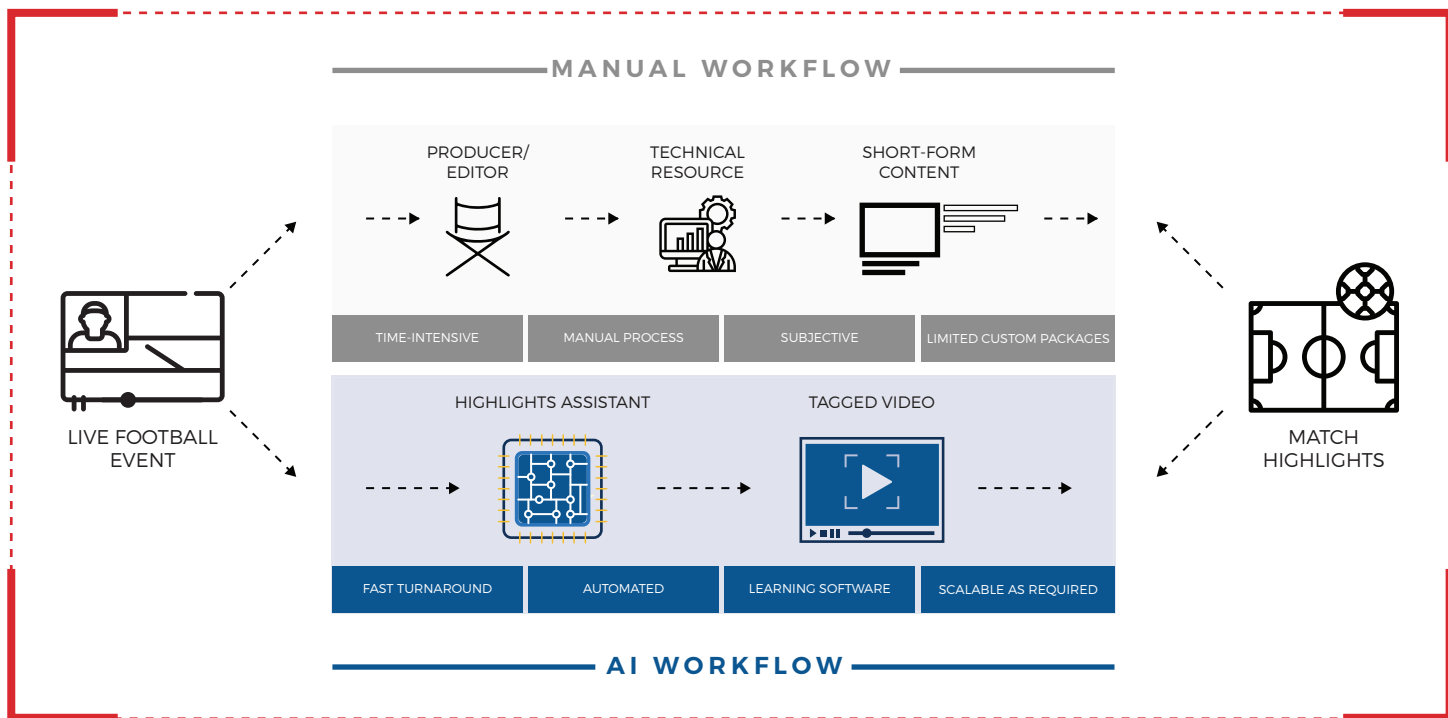 MANUAL WORKFLOW
PRODUCER/
EDITOR
TECHNICAL
RESOURCE
SHORT-FORM
CONTENT
TIME-INTENSIVE
MANUAL PROCESS
SUBJECTIVE
LIMITED CUSTOM PACKAGES
LIVE FOOTBALL
EVENT
HIGHLIGHTS ASSISTANT
TAGGED VIDEO
MATCH
HIGHLIGHTS
FAST TURNAROUND
AUTOMATED
LEARNING SOFTWARE
SCALABLE AS REQUIRED
AI WORKFLOW